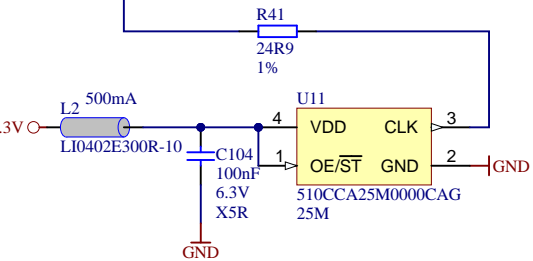 R41
24R9
1%
U11
500mA
L2
.3V
LI0402E300R-10
4
VDD
CLK
3
1
OE/ST
GND
2
GND
C104
100nF
6.3V
X5R
510CCA25M0000CAG
25M
GND